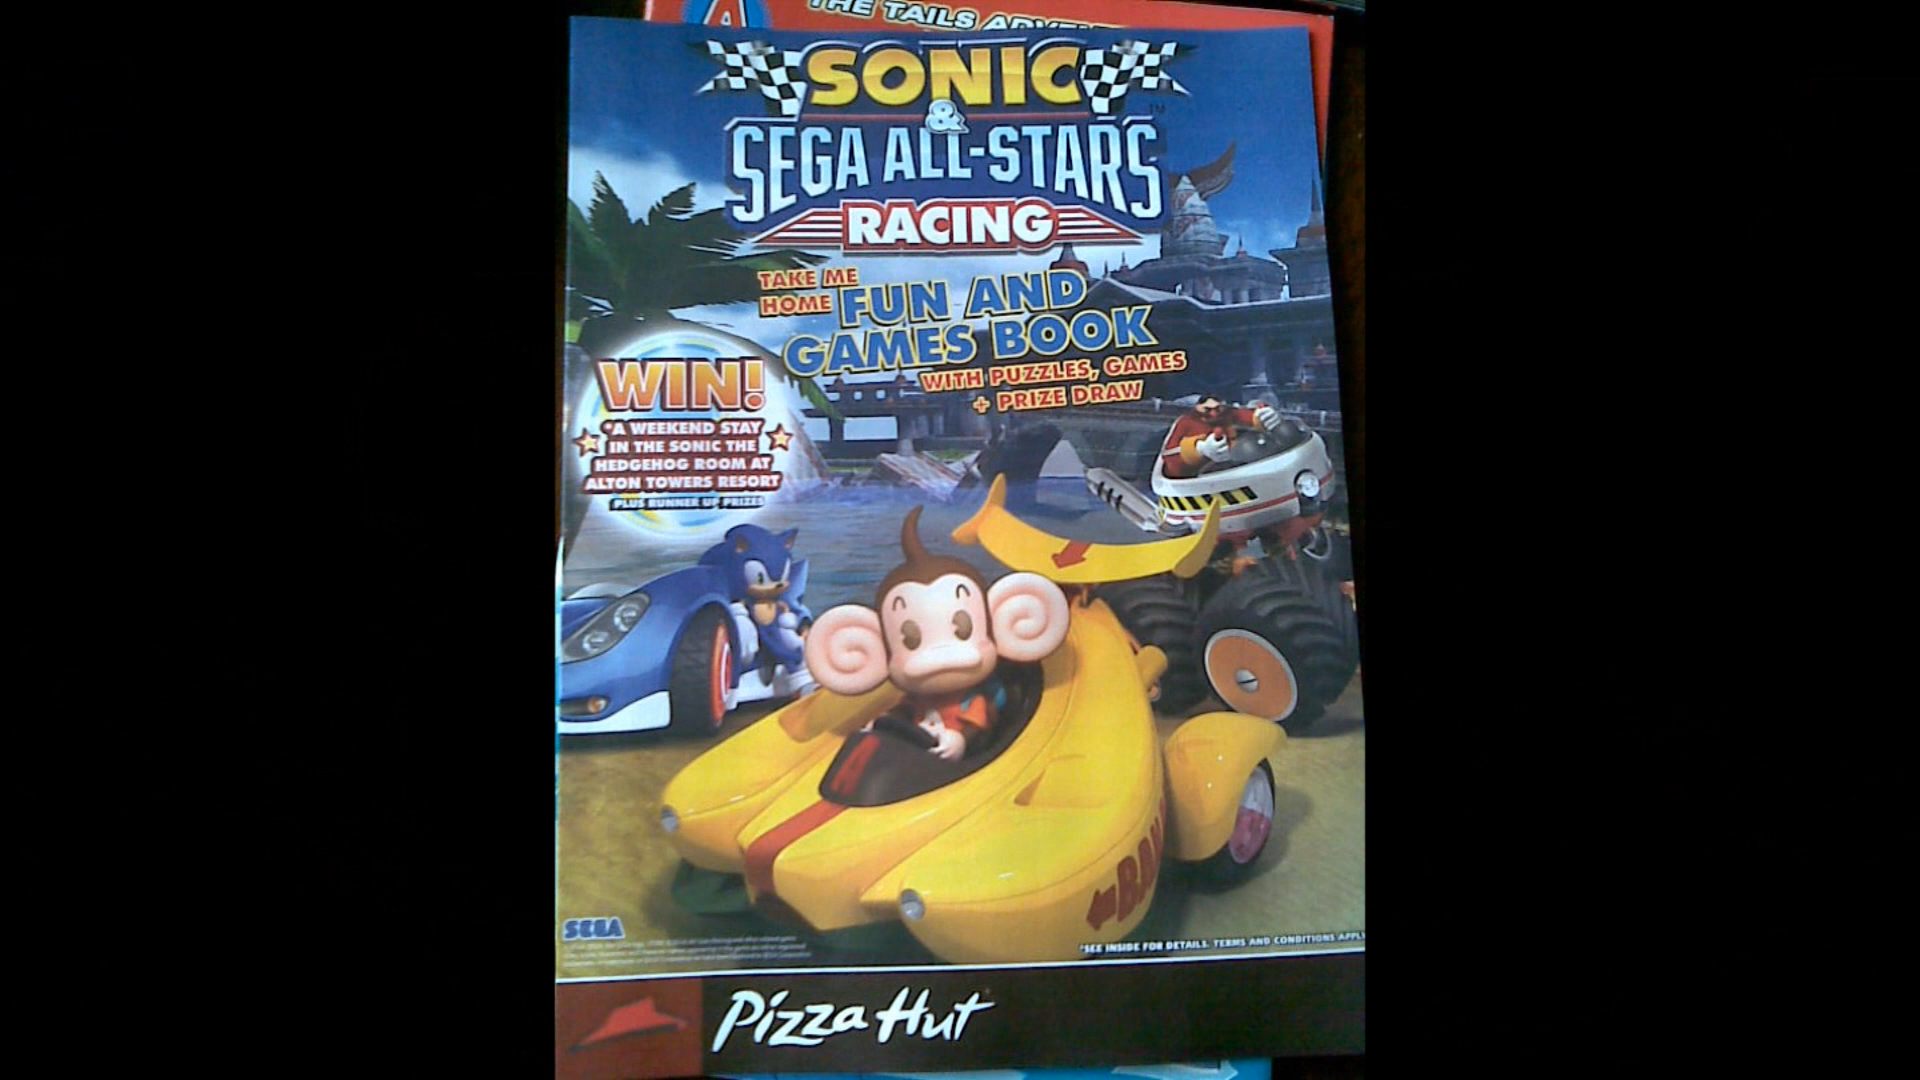 A
THE TAILS
SONIC
&
SEGA ALL-STARS
™
RACING
TAKE ME
HOME FUN AND
GAMES BOOK
WITH PUZZLES, GAMES
+ PRIZE DRAW
WIN!
*A WEEKEND STAY
IN THE SONIC THE
HEDGEHOG ROOM AT
ALTON TOWERS RESORT
PLUS RUNNER UP PRIZES
SEGA
*SEE INSIDE FOR DETAILS. TERMS AND CONDITIONS APPLY
Pizza Hut